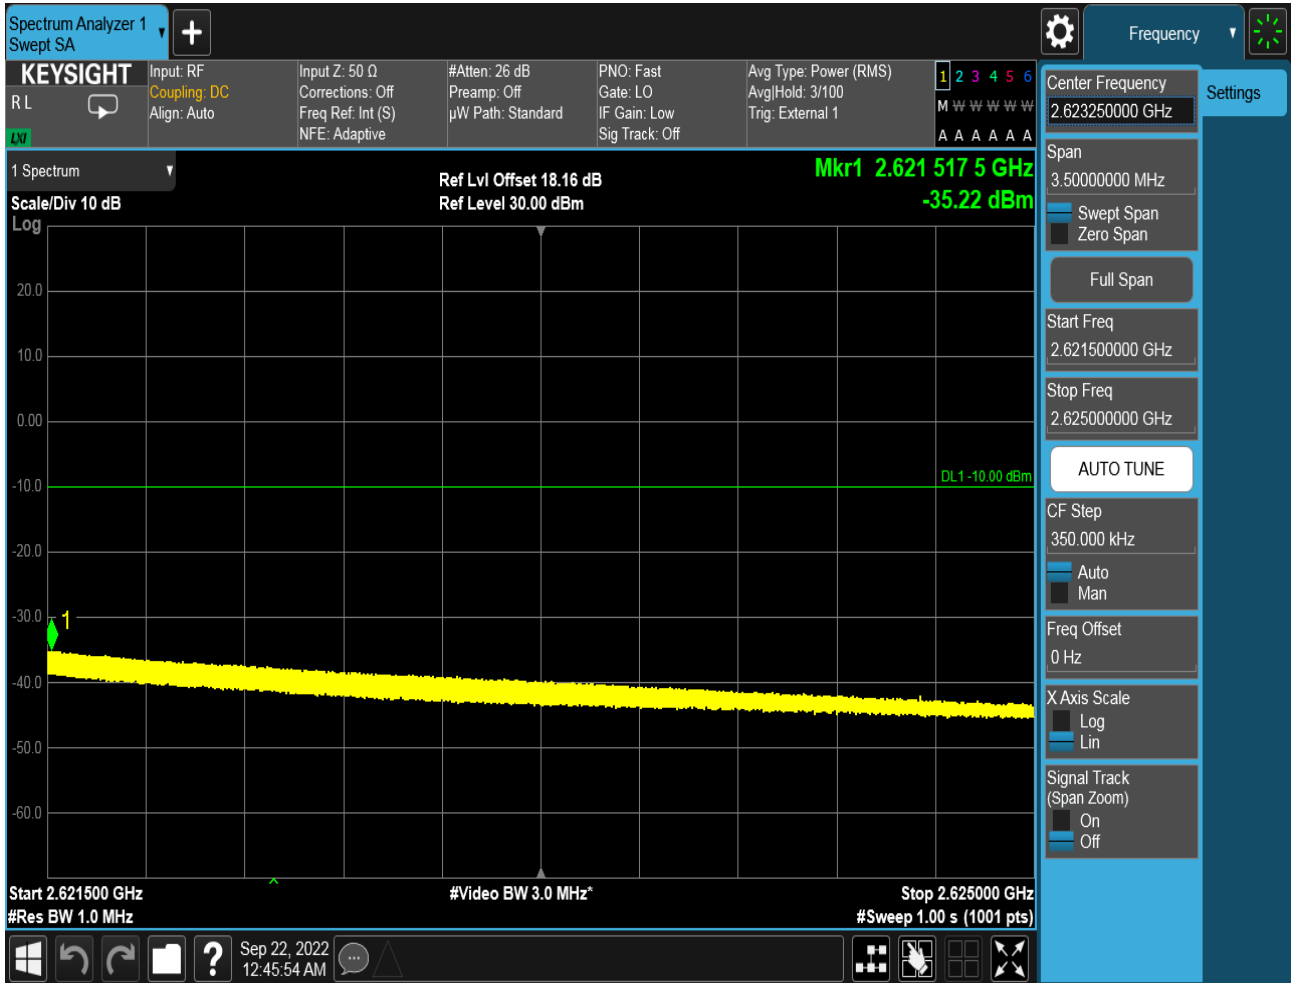 Spectrum Analyzer 1
Swept SA
Frequency
KEYSIGHT
R L
LXI
Input: RF
Coupling: DC
Align: Auto
Input Z: 50 Ω
Corrections: Off
Freq Ref: Int (S)
NFE: Adaptive
#Atten: 26 dB
Preamp: Off
µW Path: Standard
PNO: Fast
Gate: LO
IF Gain: Low
Sig Track: Off
Avg Type: Power (RMS)
Avg|Hold: 3/100
Trig: External 1
1 2 3 4 5 6
M W W W W W
A A A A A A
1 Spectrum
Scale/Div 10 dB
Log
Ref Lvl Offset 18.16 dB
Ref Level 30.00 dBm
Mkr1 2.621 517 5 GHz
-35.22 dBm
20.0
10.0
0.00
-10.0
-20.0
-30.0
-40.0
-50.0
-60.0
DL1 -10.00 dBm
1
Start 2.621500 GHz
#Res BW 1.0 MHz
#Video BW 3.0 MHz*
Stop 2.625000 GHz
#Sweep 1.00 s (1001 pts)
Center Frequency
2.623250000 GHz
Settings
Span
3.50000000 MHz
Swept Span
Zero Span
Full Span
Start Freq
2.621500000 GHz
Stop Freq
2.625000000 GHz
AUTO TUNE
CF Step
350.000 kHz
Auto
Man
Freq Offset
0 Hz
X Axis Scale
Log
Lin
Signal Track
(Span Zoom)
On
Off
?
Sep 22, 2022
12:45:54 AM